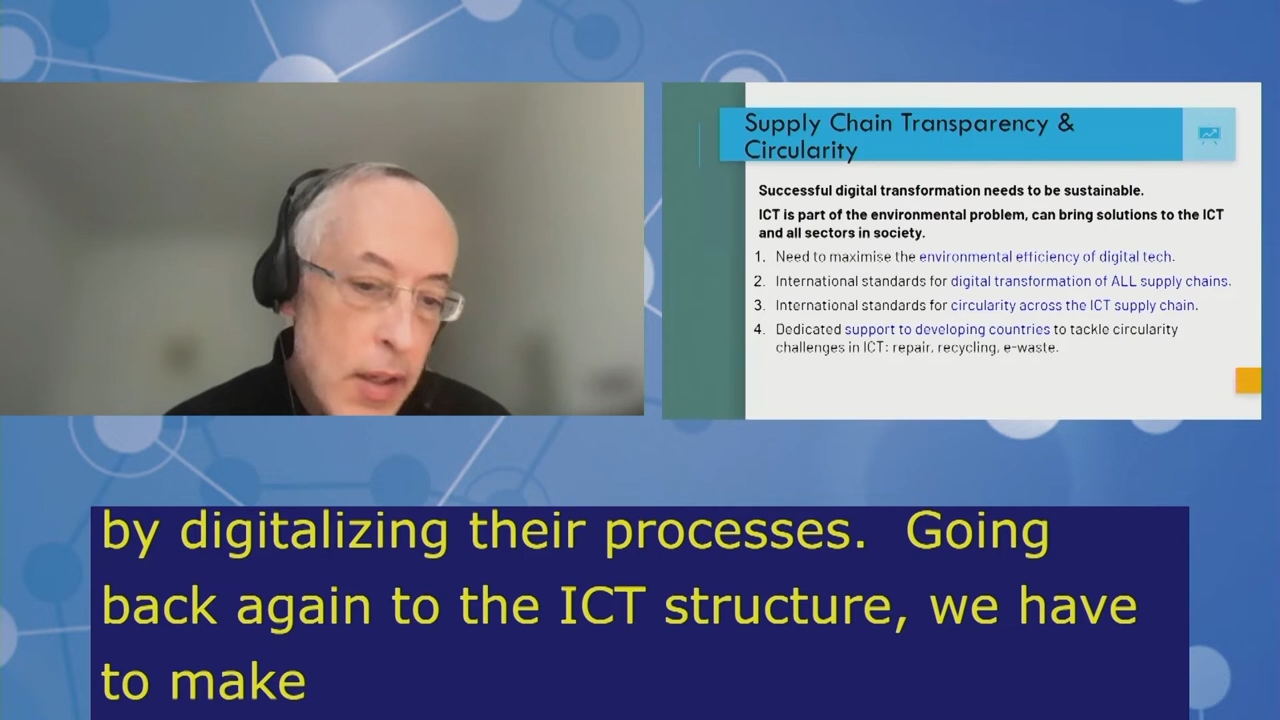 Supply Chain Transparency &
Circularity
Successful digital transformation needs to be sustainable.
ICT is part of the environmental problem, can bring solutions to the ICT
and all sectors in society.
1. Need to maximise the environmental efficiency of digital tech.
2. International standards for digital transformation of ALL supply chains.
3. International standards for circularity across the ICT supply chain.
4. Dedicated support to developing countries to tackle circularity
challenges in ICT: repair, recycling, e-waste.
by digitalizing their processes.  Going
back again to the ICT structure, we have
to make